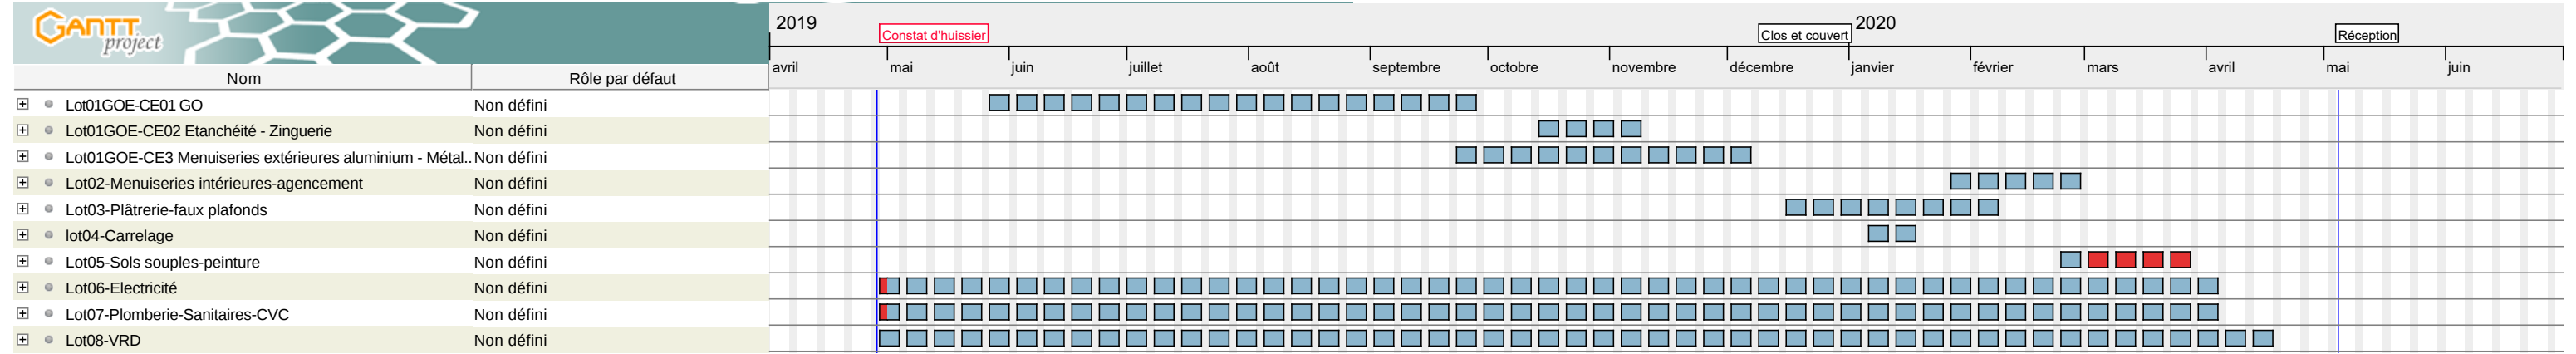 GANTT
project
2019
2020
Constat d'huissier
Clos et couvert
Réception
avril mai juin juillet août septembre octobre novembre décembre janvier février mars avril mai juin
Nom Rôle par défaut
Lot01GOE-CE01 GO Non défini
Lot01GOE-CE02 Etanchéité - Zinguerie Non défini
Lot01GOE-CE3 Menuiseries extérieures aluminium - Métal.. Non défini
Lot02-Menuiseries intérieures-agencement Non défini
Lot03-Plâtrerie-faux plafonds Non défini
lot04-Carrelage Non défini
Lot05-Sols souples-peinture Non défini
Lot06-Electricité Non défini
Lot07-Plomberie-Sanitaires-CVC Non défini
Lot08-VRD Non défini